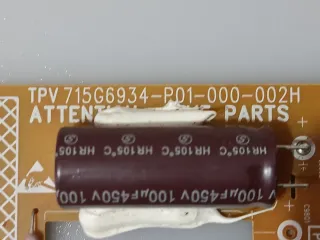 TPV 715G6934-P01-000-002H
ATTENTION PARTS
HR105°C HR105°C HR105°C HR105
V 100µF450V 100µF450V 100